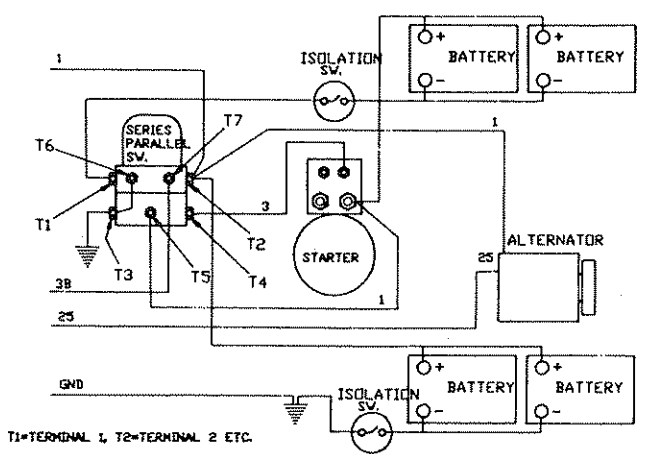 1
ISOLATION
SW.
+
BATTERY
-
+
BATTERY
-
SERIES
PARALLEL
SW.
T7
T6
1
T1
T2
3
T3
T5
T4
STARTER
ALTERNATOR
25
3B
1
25
GND
ISOLATION
SW.
+
BATTERY
-
+
BATTERY
-
T1=TERMINAL 1, T2=TERMINAL 2 ETC.